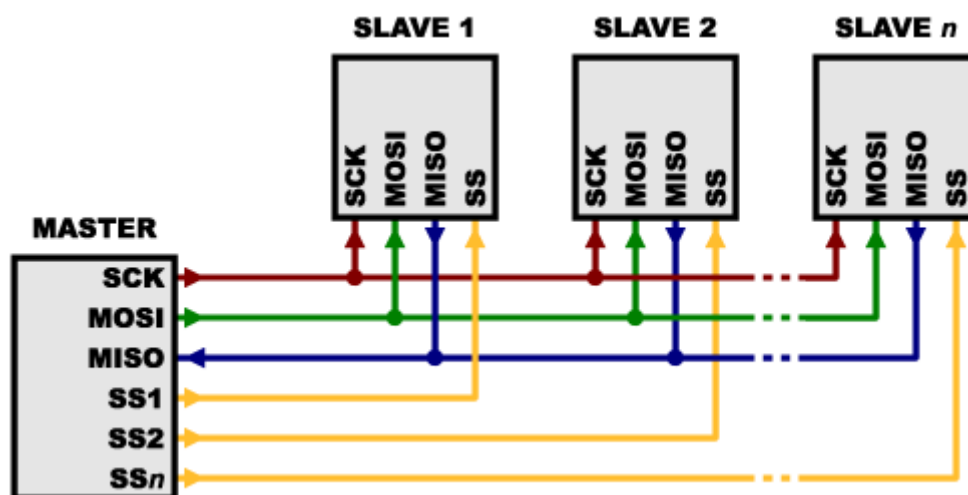 SLAVE 1
SLAVE 2
SLAVE n
SCK
MOSI
MISO
SS
SCK
MOSI
MISO
SS
SCK
MOSI
MISO
SS
MASTER
SCK
MOSI
MISO
SS1
SS2
SSn